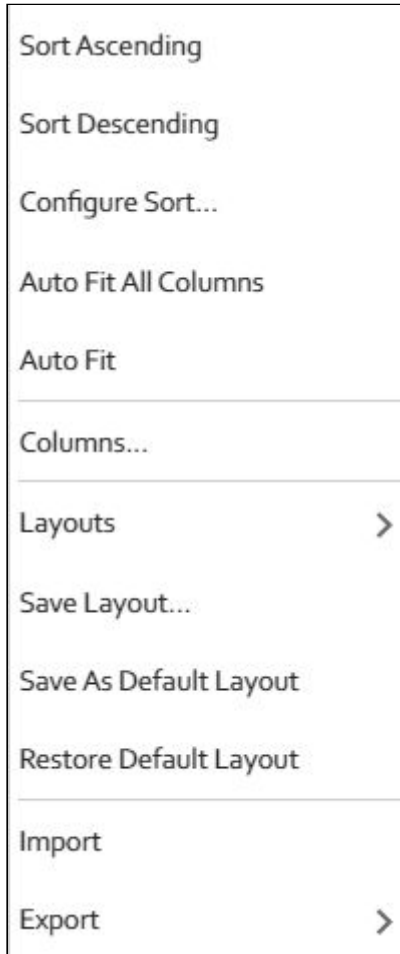 Sort Ascending
Sort Descending
Configure Sort...
Auto Fit All Columns
Auto Fit
Columns...
Layouts
Save Layout...
Save As Default Layout
Restore Default Layout
Import
Export